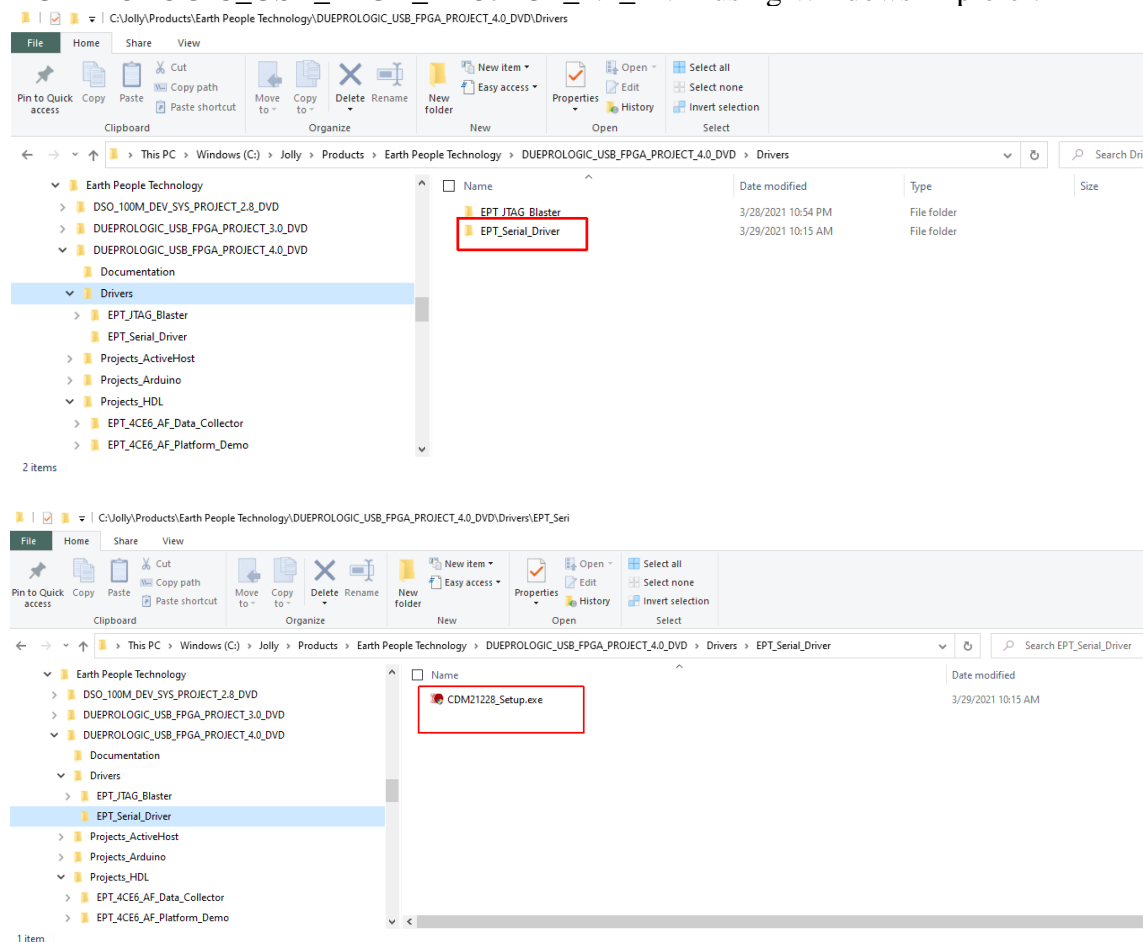 C:\Jolly\Products\Earth People Technology\DUEPROLOGIC_USB_FPGA_PROJECT_4.0_DVD\Drivers
File Home Share View
Pin to Quick access
Copy
Paste
Cut
Copy path
Paste shortcut
Move to
Copy to
Delete
Rename
New folder
New item
Easy access
Properties
Open
Edit
History
Select all
Select none
Invert selection
Clipboard Organize New Open Select
This PC > Windows (C:) > Jolly > Products > Earth People Technology > DUEPROLOGIC_USB_FPGA_PROJECT_4.0_DVD > Drivers
Search Dri
Earth People Technology
DSO_100M_DEV_SYS_PROJECT_2.8_DVD
DUEPROLOGIC_USB_FPGA_PROJECT_3.0_DVD
DUEPROLOGIC_USB_FPGA_PROJECT_4.0_DVD
Documentation
Drivers
EPT_JTAG_Blaster
EPT_Serial_Driver
Projects_ActiveHost
Projects_Arduino
Projects_HDL
EPT_4CE6_AF_Data_Collector
EPT_4CE6_AF_Platform_Demo
Name Date modified Type Size
EPT_JTAG_Blaster 3/28/2021 10:54 PM File folder
EPT_Serial_Driver 3/29/2021 10:15 AM File folder
2 items
C:\Jolly\Products\Earth People Technology\DUEPROLOGIC_USB_FPGA_PROJECT_4.0_DVD\Drivers\EPT_Seri
File Home Share View
Pin to Quick access
Copy
Paste
Cut
Copy path
Paste shortcut
Move to
Copy to
Delete
Rename
New folder
New item
Easy access
Properties
Open
Edit
History
Select all
Select none
Invert selection
Clipboard Organize New Open Select
This PC > Windows (C:) > Jolly > Products > Earth People Technology > DUEPROLOGIC_USB_FPGA_PROJECT_4.0_DVD > Drivers > EPT_Serial_Driver
Search EPT_Serial_Driver
Earth People Technology
DSO_100M_DEV_SYS_PROJECT_2.8_DVD
DUEPROLOGIC_USB_FPGA_PROJECT_3.0_DVD
DUEPROLOGIC_USB_FPGA_PROJECT_4.0_DVD
Documentation
Drivers
EPT_JTAG_Blaster
EPT_Serial_Driver
Projects_ActiveHost
Projects_Arduino
Projects_HDL
EPT_4CE6_AF_Data_Collector
EPT_4CE6_AF_Platform_Demo
Name Date modified
CDM21228_Setup.exe 3/29/2021 10:15 AM
1 item